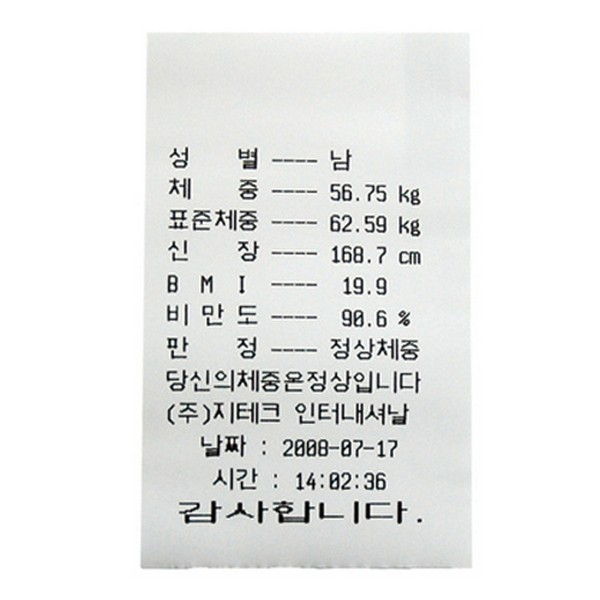 성 별 ---- 남
체 중 ---- 56.75 kg
표준체중 ---- 62.59 kg
신 장 ---- 168.7 cm
B M I ---- 19.9
비 만 도 ---- 90.6 %
판 정 ---- 정상체중
당신의체중은정상입니다
(주)지테크 인터내셔날
날짜 : 2008-07-17
시간 : 14:02:36
감사합니다.